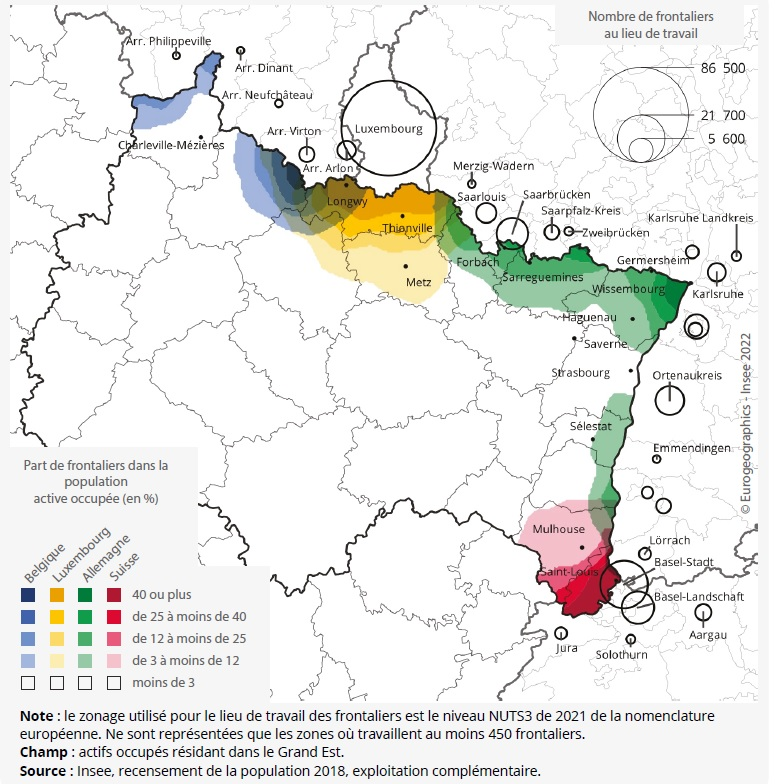 Nombre de frontaliers
au lieu de travail
86 500
21 700
5 600
Arr. Philippeville
Arr. Dinant
Arr. Neufchâteau
Arr. Virton
Luxembourg
Charleville-Mézières
Arr. Arlon
Merzig-Wadern
Longwy
Saarlouis
Saarbrücken
Saarpfalz-Kreis
Karlsruhe Landkreis
Thionville
Zweibrücken
Forbach
Germersheim
Sarreguemines
Metz
Wissembourg
Karlsruhe
Haguenau
Saverne
Strasbourg
Ortenaukreis
Sélestat
Emmendingen
Mulhouse
Lörrach
Saint-Louis
Basel-Stadt
Basel-Landschaft
Aargau
Jura
Solothurn
© Eurogeographics - Insee 2022
Part de frontaliers dans la
population
active occupée (en %)
Belgique
Luxembourg
Allemagne
Suisse
40 ou plus
de 25 à moins de 40
de 12 à moins de 25
de 3 à moins de 12
moins de 3
Note : le zonage utilisé pour le lieu de travail des frontaliers est le niveau NUTS3 de 2021 de la nomenclature
européenne. Ne sont représentées que les zones où travaillent au moins 450 frontaliers.
Champ : actifs occupés résidant dans le Grand Est.
Source : Insee, recensement de la population 2018, exploitation complémentaire.